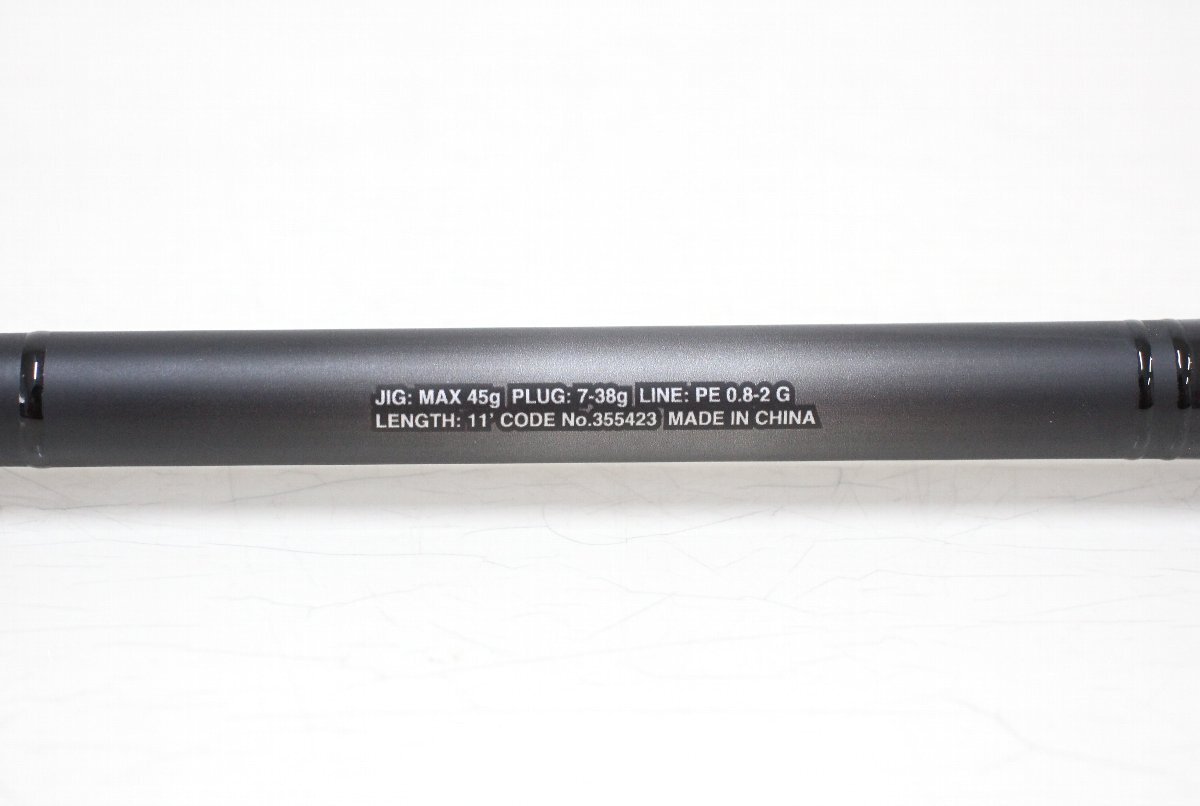 JIG: MAX 45g PLUG: 7-38g LINE: PE 0.8-2 G
LENGTH: 11' CODE No.355423 MADE IN CHINA